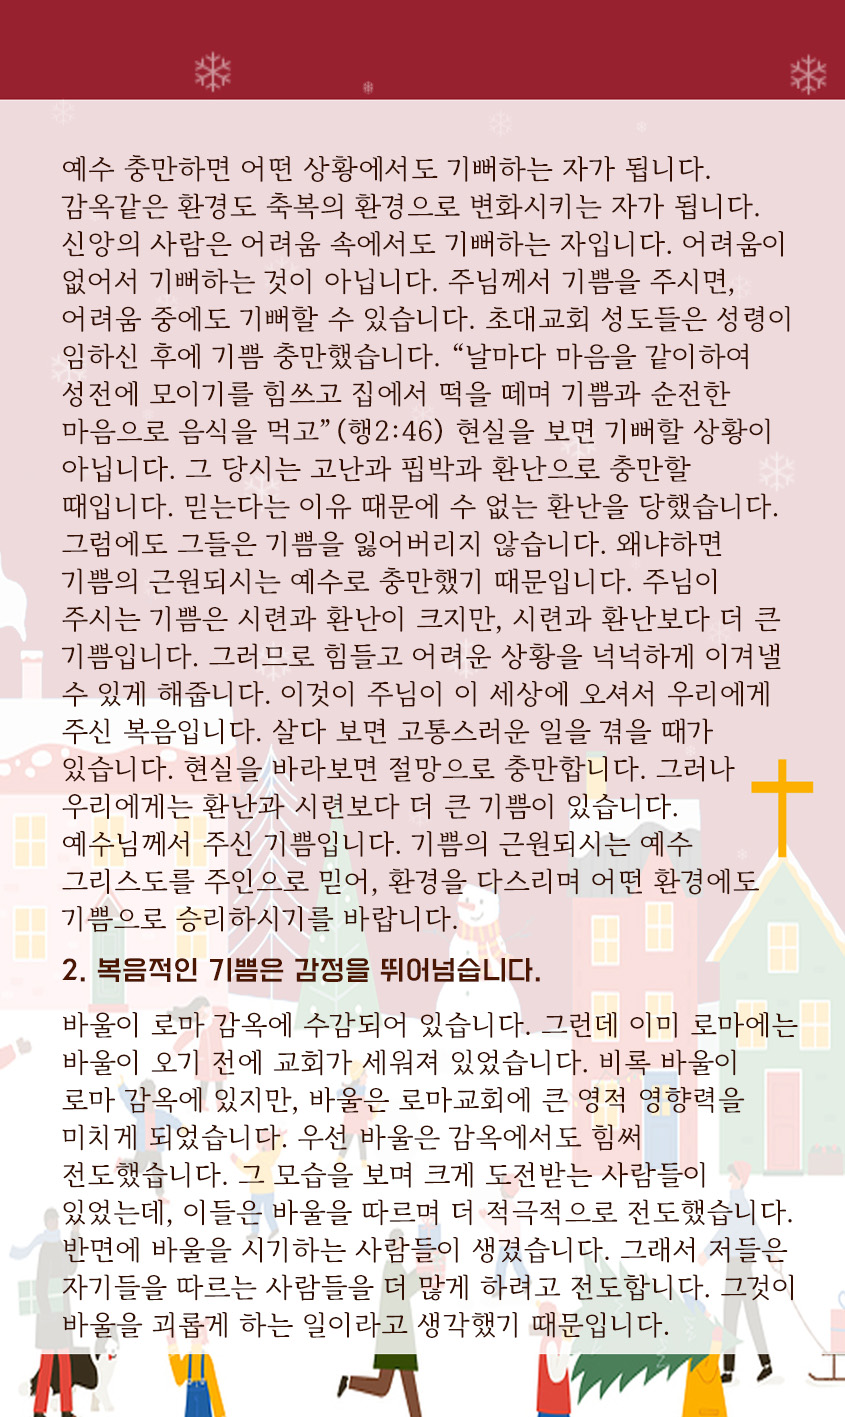 예수 충만하면 어떤 상황에서도 기뻐하는 자가 됩니다.
감옥같은 환경도 축복의 환경으로 변화시키는 자가 됩니다.
신앙의 사람은 어려움 속에서도 기뻐하는 자입니다. 어려움이
없어서 기뻐하는 것이 아닙니다. 주님께서 기쁨을 주시면,
어려움 중에도 기뻐할 수 있습니다. 초대교회 성도들은 성령이
임하신 후에 기쁨 충만했습니다. “날마다 마음을 같이하여
성전에 모이기를 힘쓰고 집에서 떡을 떼며 기쁨과 순전한
마음으로 음식을 먹고”(행2:46) 현실을 보면 기뻐할 상황이
아닙니다. 그 당시는 고난과 핍박과 환난으로 충만할
때입니다. 믿는다는 이유 때문에 수 없는 환난을 당했습니다.
그럼에도 그들은 기쁨을 잃어버리지 않습니다. 왜냐하면
기쁨의 근원되시는 예수로 충만했기 때문입니다. 주님이
주시는 기쁨은 시련과 환난이 크지만, 시련과 환난보다 더 큰
기쁨입니다. 그러므로 힘들고 어려운 상황을 넉넉하게 이겨낼
수 있게 해줍니다. 이것이 주님이 이 세상에 오셔서 우리에게
주신 복음입니다. 살다 보면 고통스러운 일을 겪을 때가
있습니다. 현실을 바라보면 절망으로 충만합니다. 그러나
우리에게는 환난과 시련보다 더 큰 기쁨이 있습니다.
예수님께서 주신 기쁨입니다. 기쁨의 근원되시는 예수
그리스도를 주인으로 믿어, 환경을 다스리며 어떤 환경에도
기쁨으로 승리하시기를 바랍니다.
2. 복음적인 기쁨은 감정을 뛰어넘습니다.
바울이 로마 감옥에 수감되어 있습니다. 그런데 이미 로마에는
바울이 오기 전에 교회가 세워져 있었습니다. 비록 바울이
로마 감옥에 있지만, 바울은 로마교회에 큰 영적 영향력을
미치게 되었습니다. 우선 바울은 감옥에서도 힘써
전도했습니다. 그 모습을 보며 크게 도전받는 사람들이
있었는데, 이들은 바울을 따르며 더 적극적으로 전도했습니다.
반면에 바울을 시기하는 사람들이 생겼습니다. 그래서 저들은
자기들을 따르는 사람들을 더 많게 하려고 전도합니다. 그것이
바울을 괴롭게 하는 일이라고 생각했기 때문입니다.